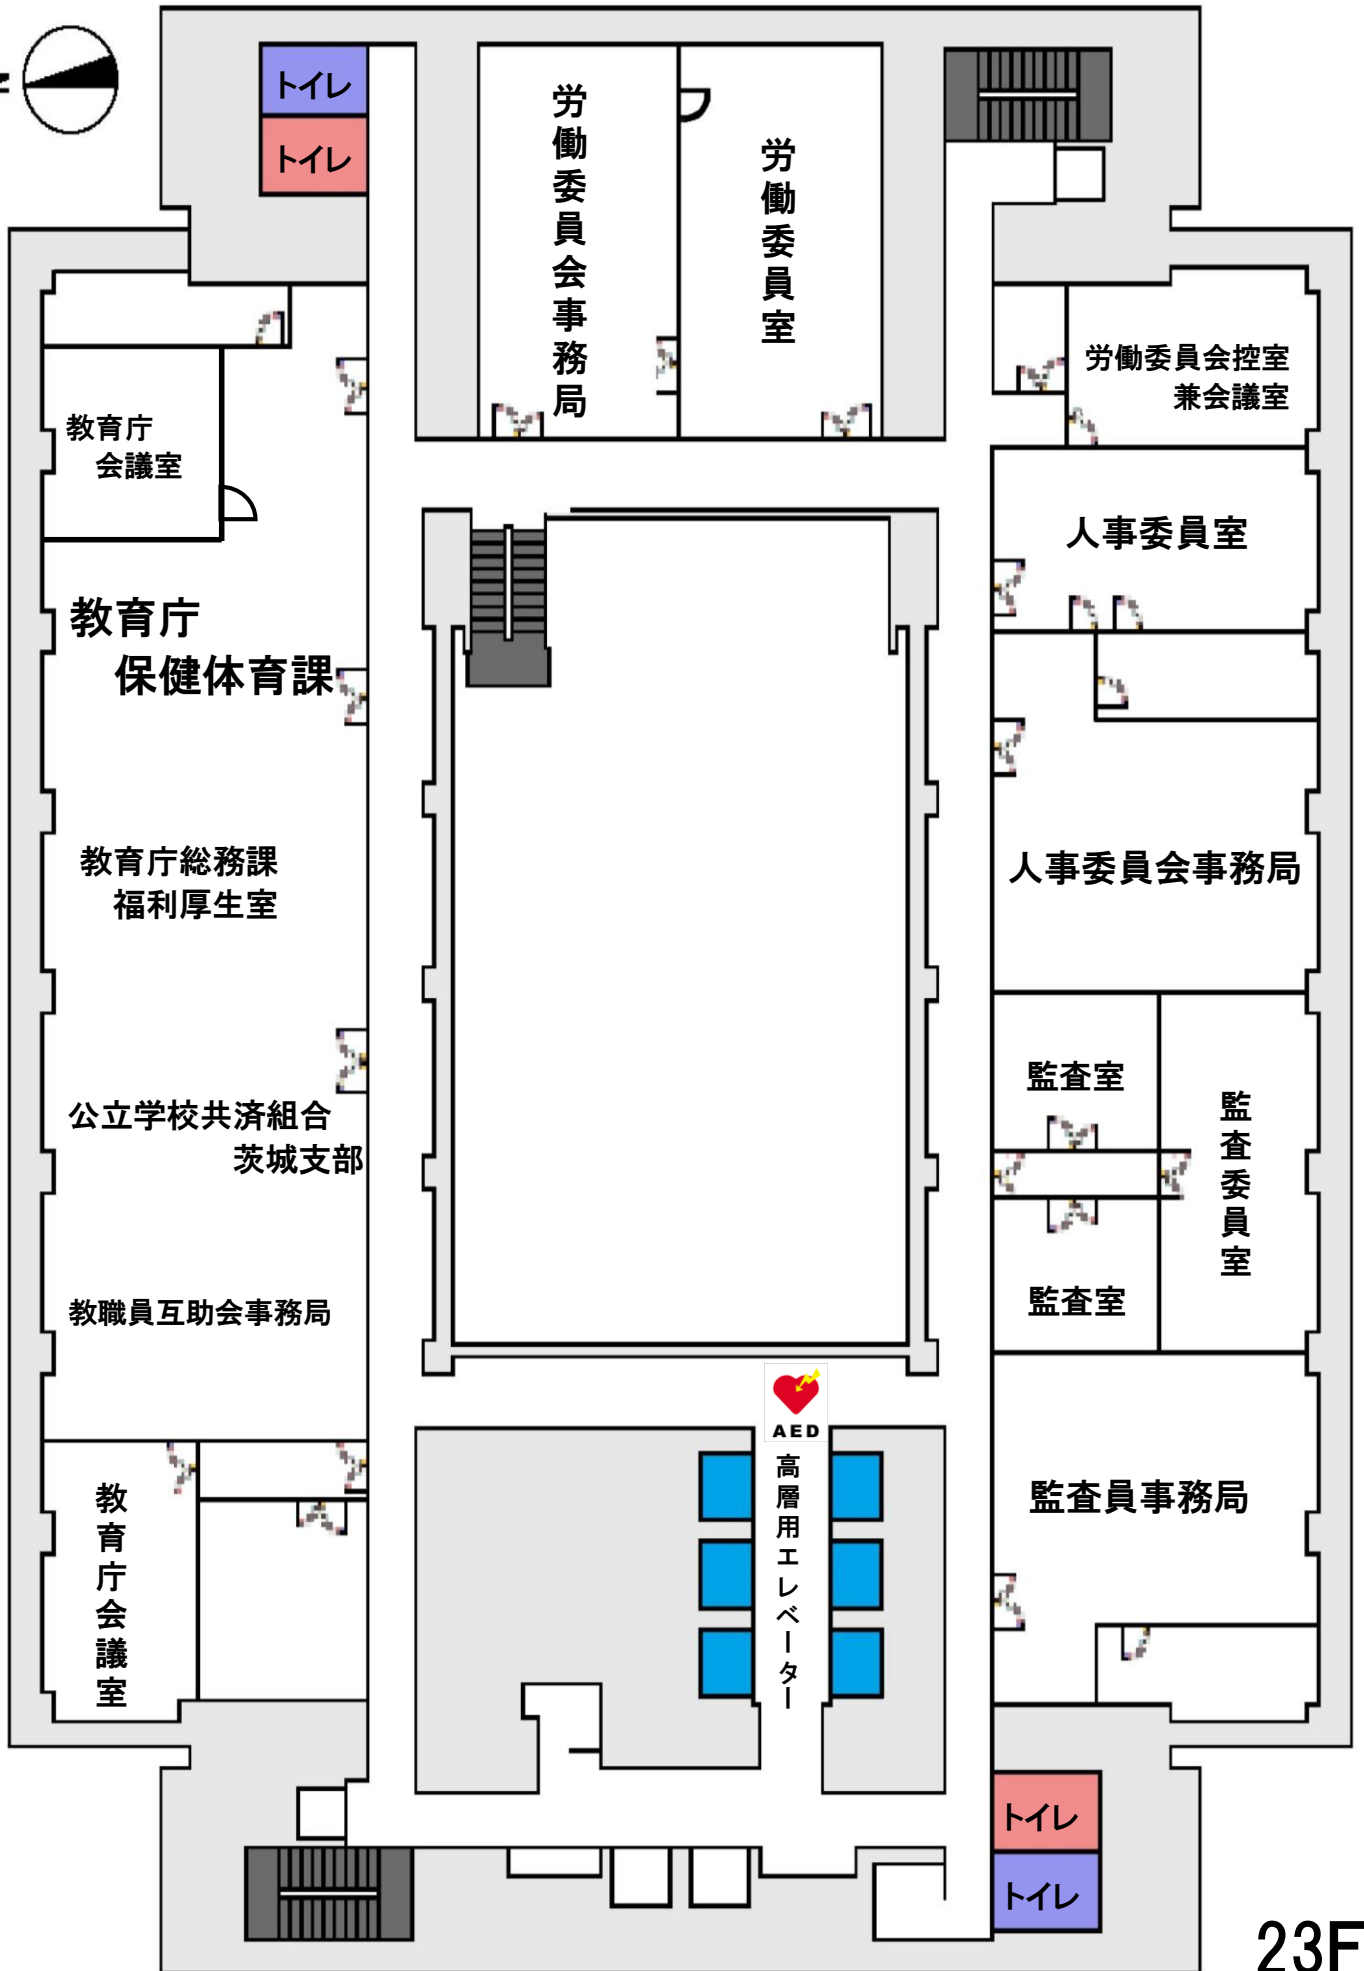 N
トイレ
トイレ
労働委員会事務局
労働委員室
労働委員会控室
兼会議室
教育庁
会議室
人事委員室
教育庁
保健体育課
教育庁総務課
福利厚生室
人事委員会事務局
公立学校共済組合
茨城支部
監査室
監査委員室
監査室
教職員互助会事務局
AED
高層用エレベーター
教育庁会議室
監査員事務局
トイレ
トイレ
23F